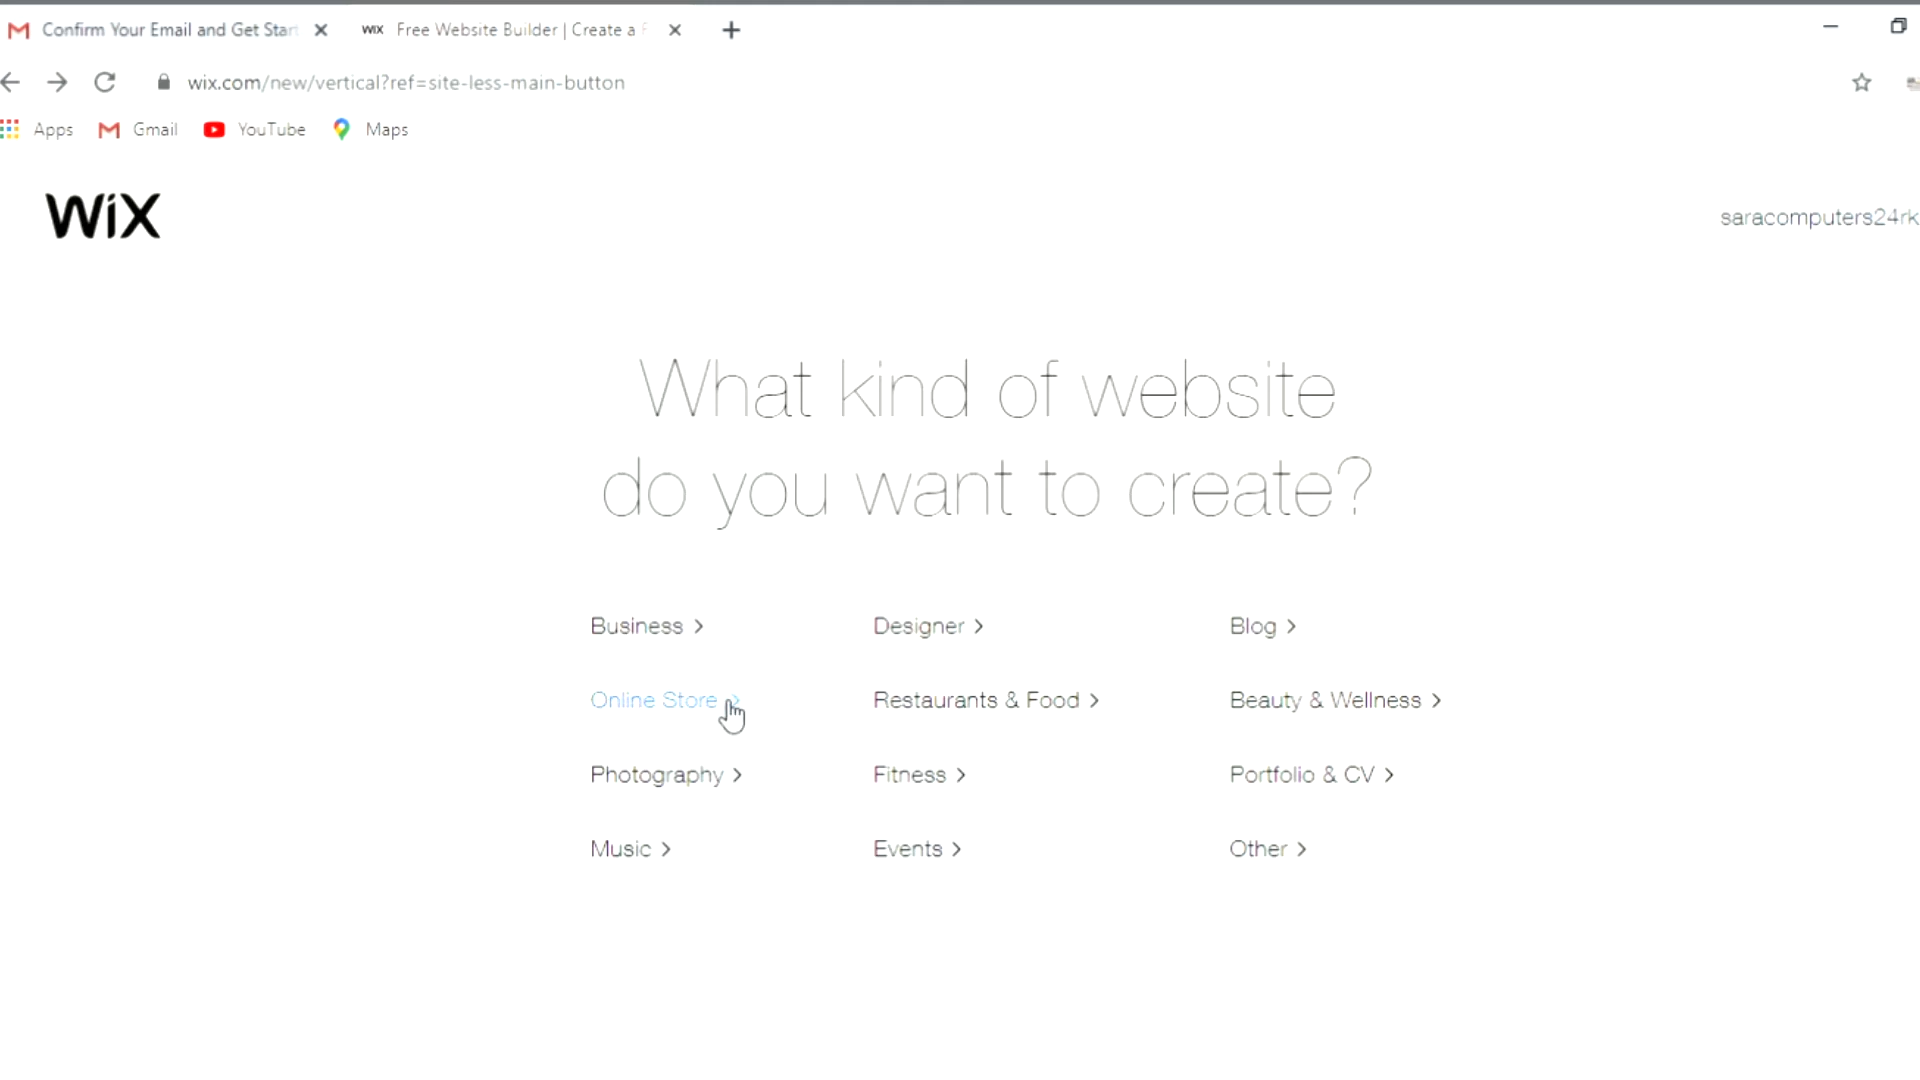 Confirm Your Email and Get Star
WiX Free Website Builder | Create a F
wix.com/new/vertical?ref=site-less-main-button
Apps Gmail YouTube Maps
WiX
saracomputers24rk
What kind of website
do you want to create?
Business > Designer > Blog >
Online Store > Restaurants & Food > Beauty & Wellness >
Photography > Fitness > Portfolio & CV >
Music > Events > Other >